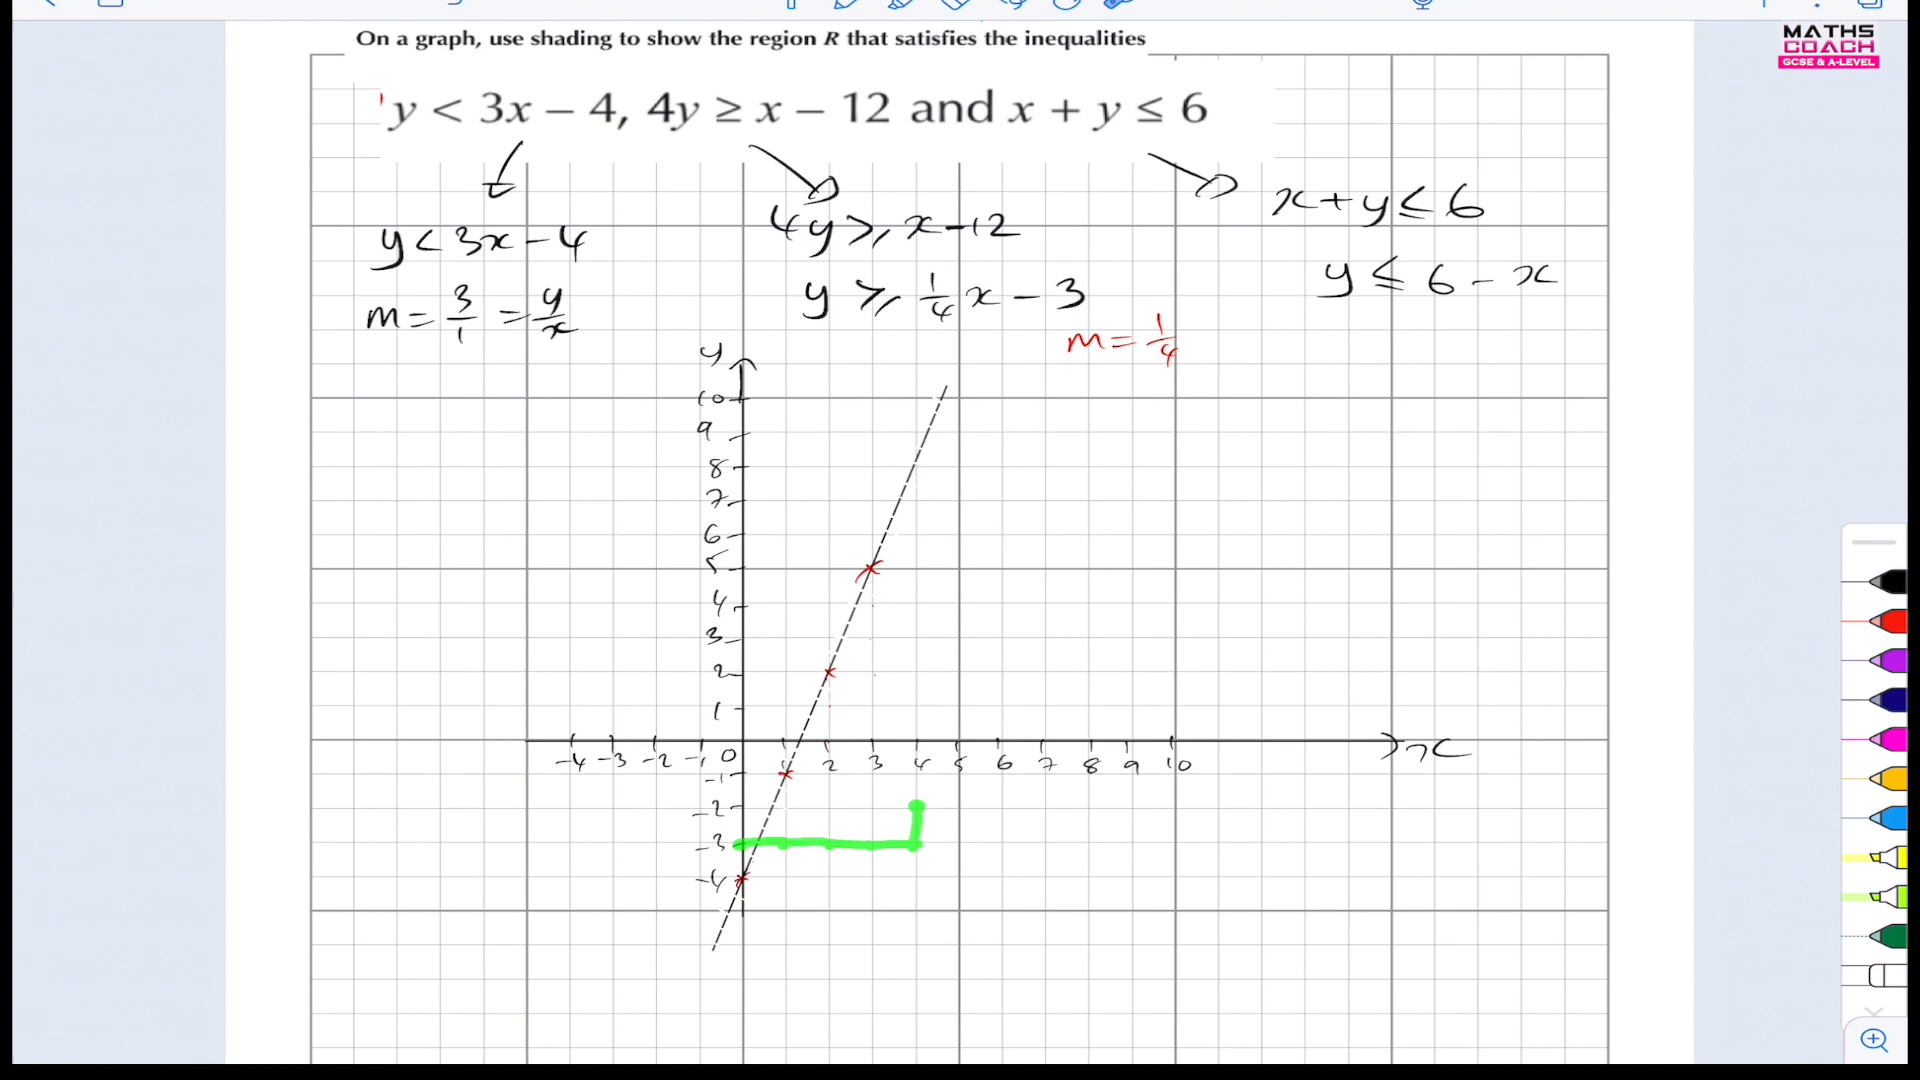 On a graph, use shading to show the region R that satisfies the inequalities
MATHS
COACH
GCSE & A-LEVEL
y < 3x – 4, 4y ≥ x – 12 and x + y ≤ 6
y < 3x - 4
m = 3/1 = y/x
4y ≥ x - 12
y ≥ 1/4 x - 3
m = 1/4
x + y ≤ 6
y ≤ 6 - x
y
10
9
8
7
6
5
4
3
2
1
-4 -3 -2 -1 0 1 2 3 4 5 6 7 8 9 10 x
-1
-2
-3
-4